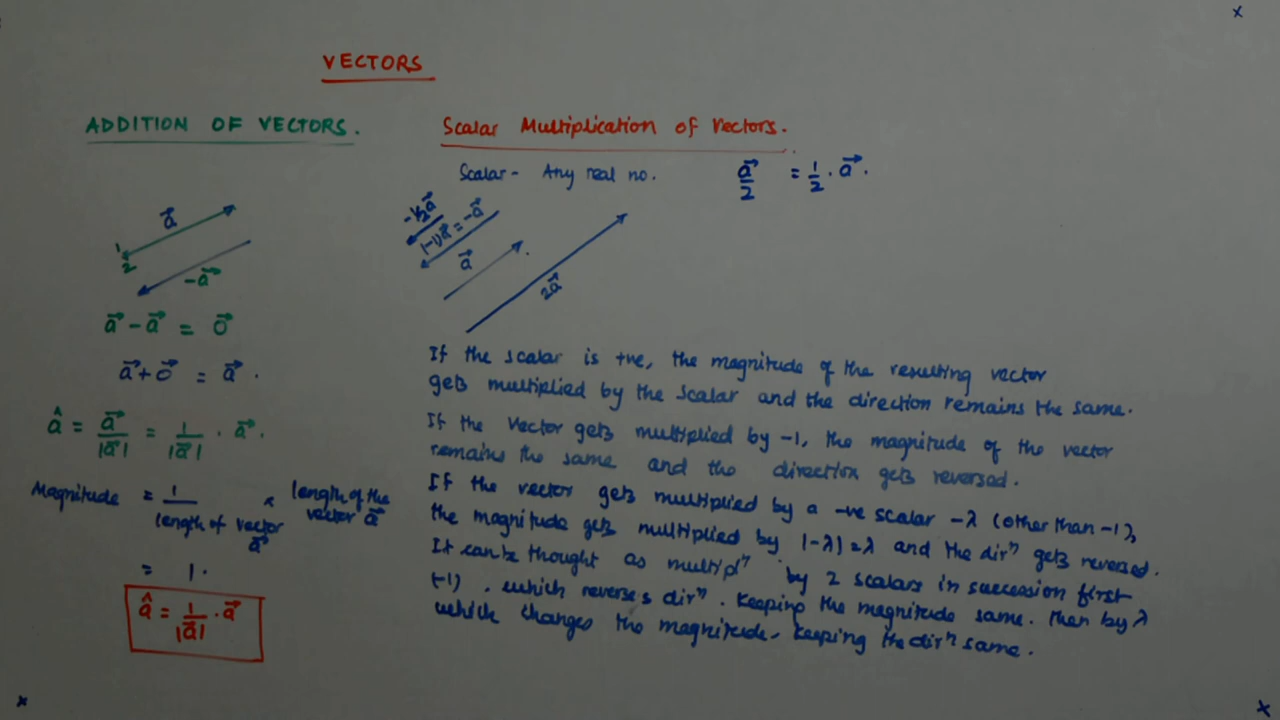 VECTORS
ADDITION OF VECTORS.
a⃗
1/2
-a⃗
a⃗ - a⃗ = 0⃗
a⃗ + 0⃗ = a⃗.
â = a⃗/|a⃗| = 1/|a⃗| · a⃗.
Magnitude = 1/length of vector a⃗ × length of the vector a⃗
= 1.
â = 1/|a⃗| · a⃗
Scalar Multiplication of Vectors.
Scalar - Any real no.
a⃗/2 = 1/2 · a⃗.
-1/2a⃗
(-1)a⃗ = -a⃗
a⃗
2a⃗
If the scalar is +ve, the magnitude of the resulting vector
gets multiplied by the scalar and the direction remains the same.
If the vector gets multiplied by -1, the magnitude of the vector
remains the same and the direction gets reversed.
If the vector gets multiplied by a -ve scalar -λ (other than -1),
the magnitude gets multiplied by |-λ| = λ and the dirⁿ gets reversed.
It can be thought as multipⁿ by 2 scalars in succession first
(-1). which reverses dirⁿ. keeping the magnitude same. Then by λ
which changes the magnitude, keeping the dirⁿ same.